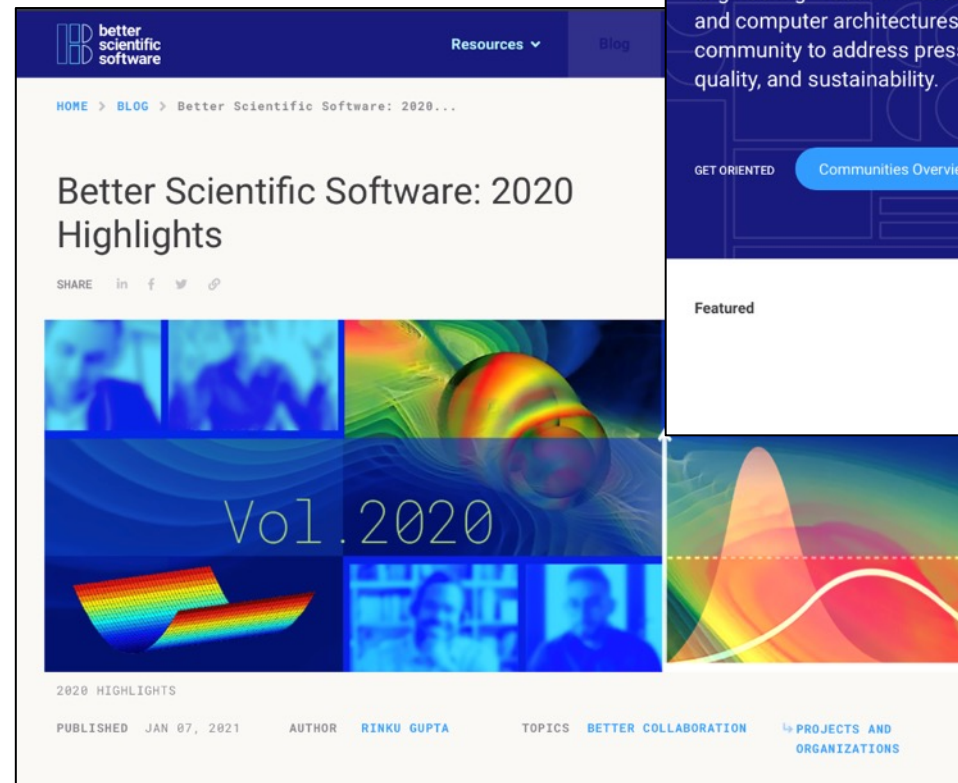 better
scientific
software
Resources
Blog
HOME > BLOG > Better Scientific Software: 2020...
Better Scientific Software: 2020
Highlights
SHARE
Vol.2020
2020 HIGHLIGHTS
PUBLISHED JAN 07, 2021 AUTHOR RINKU GUPTA TOPICS BETTER COLLABORATION ↳ PROJECTS AND
ORGANIZATIONS
and computer architectures
community to address
quality, and sustainability.
GET ORIENTED Communities
Featured